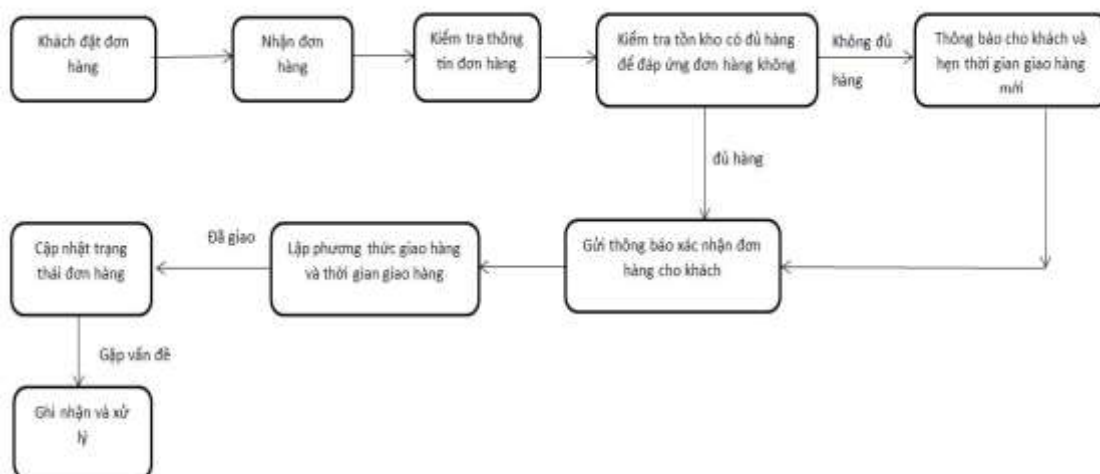 Khách đặt đơn
hàng
Nhận đơn
hàng
Kiểm tra thông
tin đơn hàng
Kiểm tra tồn kho có đủ hàng
để đáp ứng đơn hàng không
Không đủ
hàng
Thông báo cho khách và
hẹn thời gian giao hàng
mới
đủ hàng
Cập nhật trạng
thái đơn hàng
Đã giao
Lập phương thức giao hàng
và thời gian giao hàng
Gửi thông báo xác nhận đơn
hàng cho khách
Gặp vấn đề
Ghi nhận và xử
lý